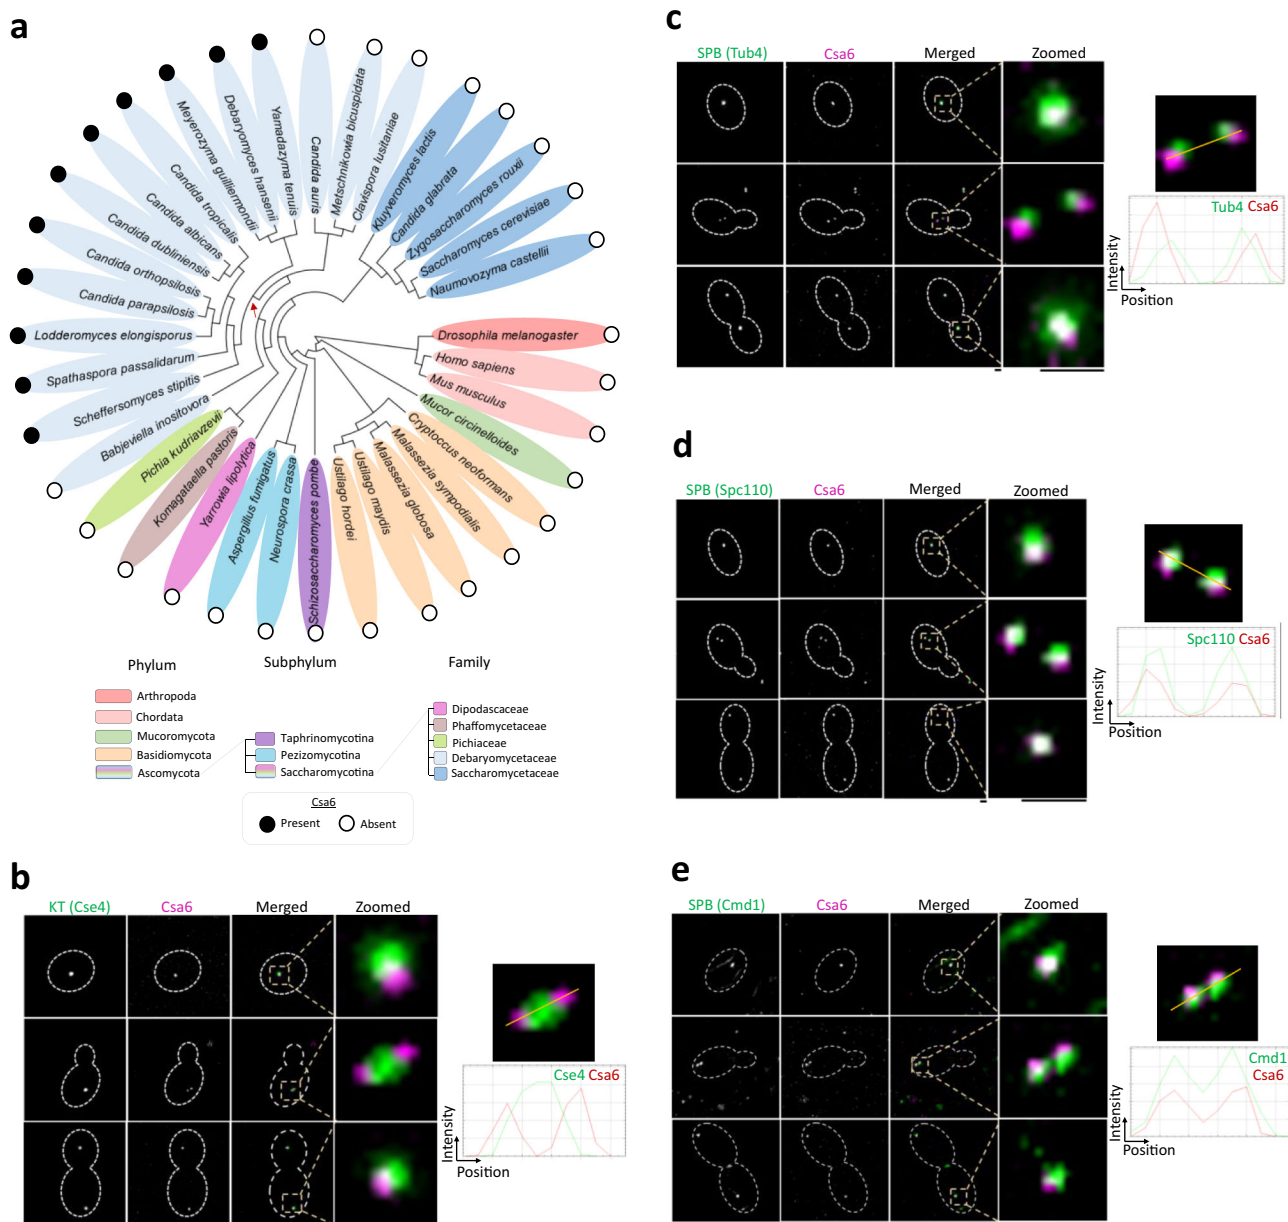 a
Candida auris
Metschnikowia bicuspidata
Clavispora lusitaniae
Kluyveromyces lactis
Candida glabrata
Zygosaccharomyces rouxii
Saccharomyces cerevisiae
Naumovozyma castellii
Drosophila melanogaster
Homo sapiens
Mus musculus
Mucor circinelloides
Cryptoccus neoformans
Malassezia sympodialis
Malassezia globosa
Ustilago maydis
Ustilago hordei
Schizosaccharomyces pombe
Neurospora crassa
Aspergillus fumigatus
Yarrowia lipolytica
Komagataella pastoris
Pichia kudriavzevii
Babjeviella inositovora
Scheffersomyces stipitis
Spathaspora passalidarum
Lodderomyces elongisporus
Candida parapsilosis
Candida orthopsilosis
Candida dubliniensis
Candida albicans
Candida tropicalis
Meyerozyma guilliermondii
Debaryomyces hansenii
Yamadazyma tenuis
Phylum
Arthropoda
Chordata
Mucoromycota
Basidiomycota
Ascomycota
Subphylum
Taphrinomycotina
Pezizomycotina
Saccharomycotina
Family
Dipodascaceae
Phaffomycetaceae
Pichiaceae
Debaryomycetaceae
Saccharomycetaceae
Csa6
Present Absent
b
KT (Cse4) Csa6 Merged Zoomed
Cse4 Csa6
Intensity
Position
c
SPB (Tub4) Csa6 Merged Zoomed
Tub4 Csa6
Intensity
Position
d
SPB (Spc110) Csa6 Merged Zoomed
Spc110 Csa6
Intensity
Position
e
SPB (Cmd1) Csa6 Merged Zoomed
Cmd1
Csa6
Intensity
Position